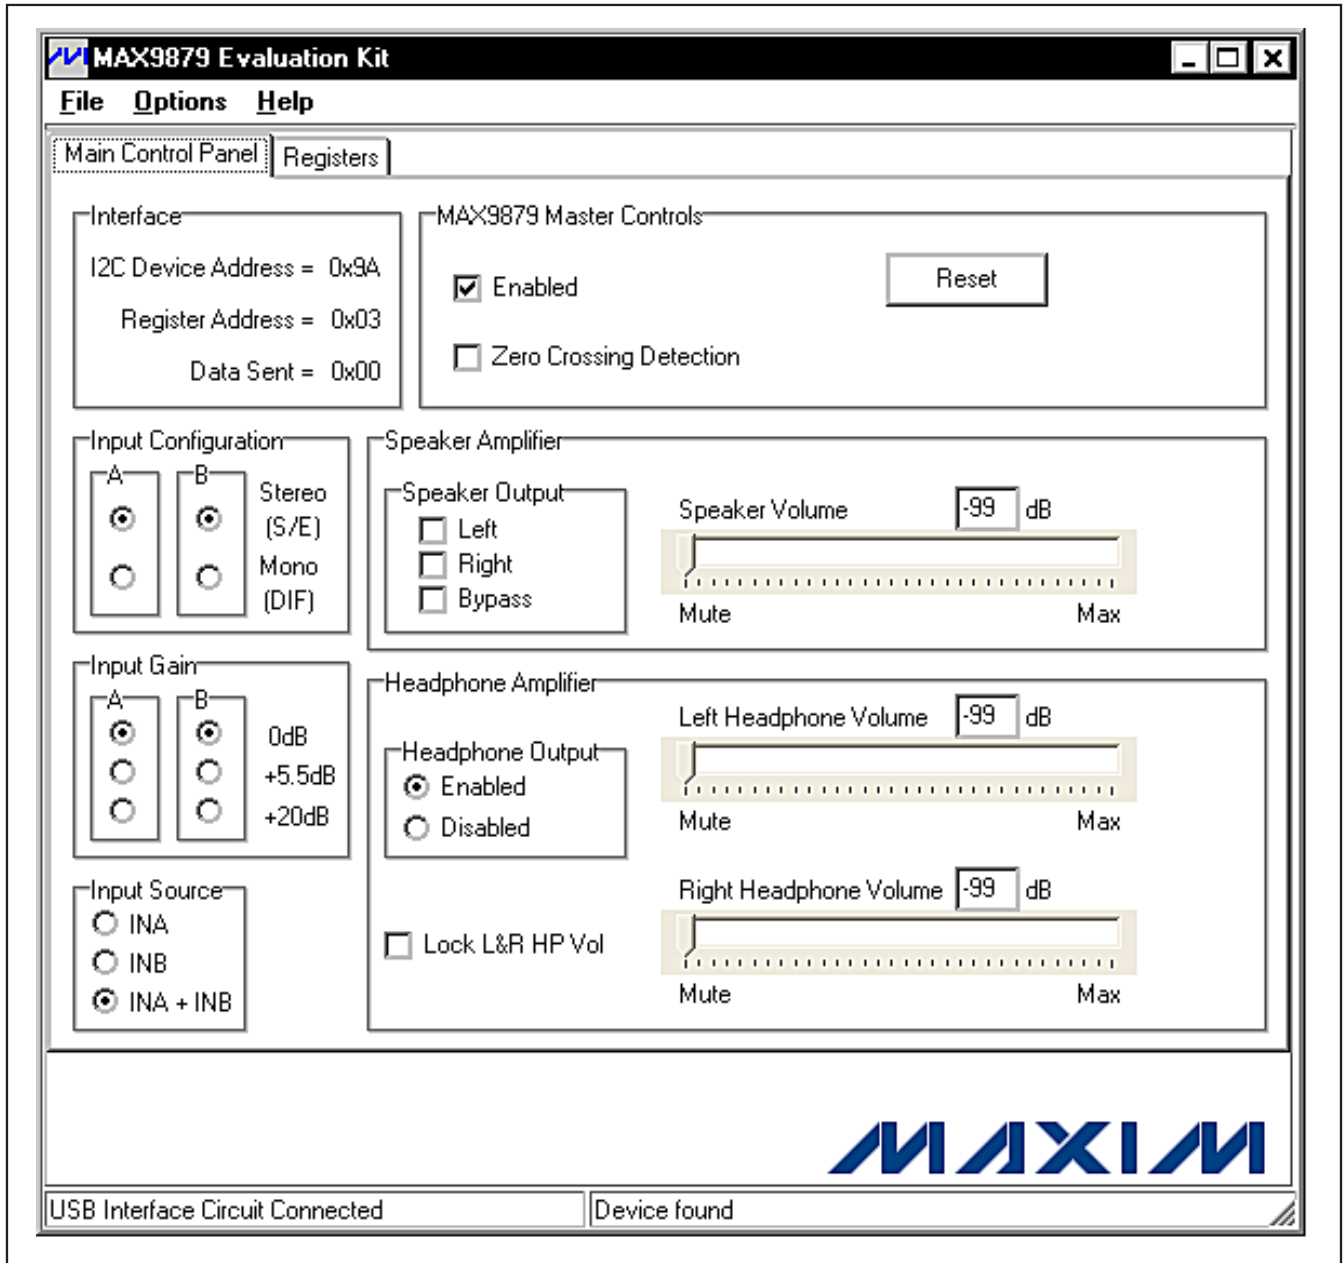 MAX9879 Evaluation Kit
File Options Help
Main Control Panel Registers
Interface
I2C Device Address = 0x9A
Register Address = 0x03
Data Sent = 0x00
MAX9879 Master Controls
Enabled
Reset
Zero Crossing Detection
Input Configuration
A B
Stereo
(S/E)
Mono
(DIF)
Speaker Amplifier
Speaker Output
Left
Right
Bypass
Speaker Volume -99 dB
Mute Max
Input Gain
A B
0dB
+5.5dB
+20dB
Input Source
INA
INB
INA + INB
Headphone Amplifier
Headphone Output
Enabled
Disabled
Lock L&R HP Vol
Left Headphone Volume -99 dB
Mute Max
Right Headphone Volume -99 dB
Mute Max
MAXIM
USB Interface Circuit Connected
Device found